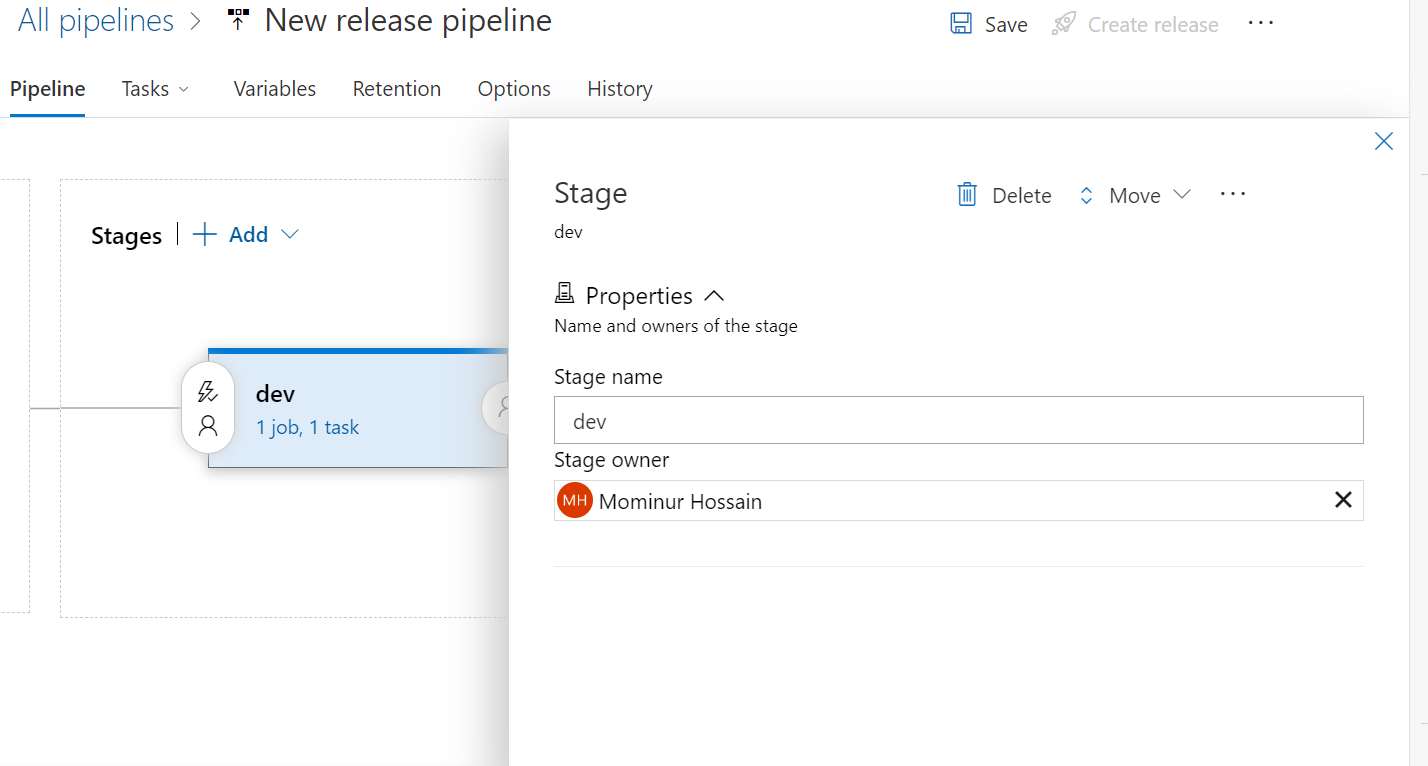 All pipelines > New release pipeline
Save Create release ...
Pipeline Tasks Variables Retention Options History
Stages | + Add
dev
1 job, 1 task
Stage
Delete Move ...
dev
Properties
Name and owners of the stage
Stage name
dev
Stage owner
MH Mominur Hossain